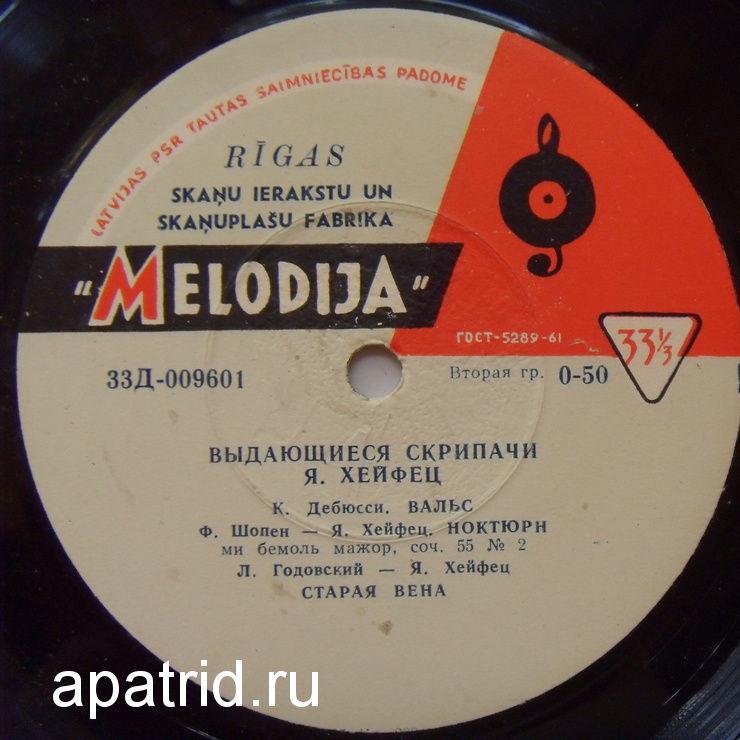 LATVIJAS PSR TAUTAS SAIMNIECĪBAS PADOME
RĪGAS
SKAŅU IERAKSTU UN
SKAŅUPLAŠU FABRIKA
"MELODIJA"
ГОСТ-5289-61
33⅓
33Д-009601
Вторая гр. 0-50
ВЫДАЮЩИЕСЯ СКРИПАЧИ
Я. ХЕЙФЕЦ
К. Дебюсси. ВАЛЬС
Ф. Шопен — Я. Хейфец. НОКТЮРН
ми бемоль мажор, соч. 55 № 2
Л. Годовский — Я. Хейфец
СТАРАЯ ВЕНА
apatrid.ru